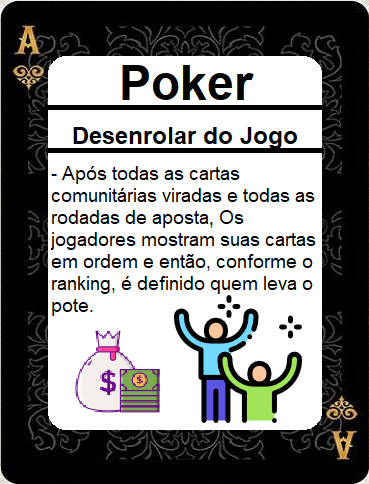 A
Poker
Desenrolar do Jogo
- Após todas as cartas
comunitárias viradas e todas as
rodadas de aposta, Os
jogadores mostram suas cartas
em ordem e então, conforme o
ranking, é definido quem leva o
pote.
$
$
A